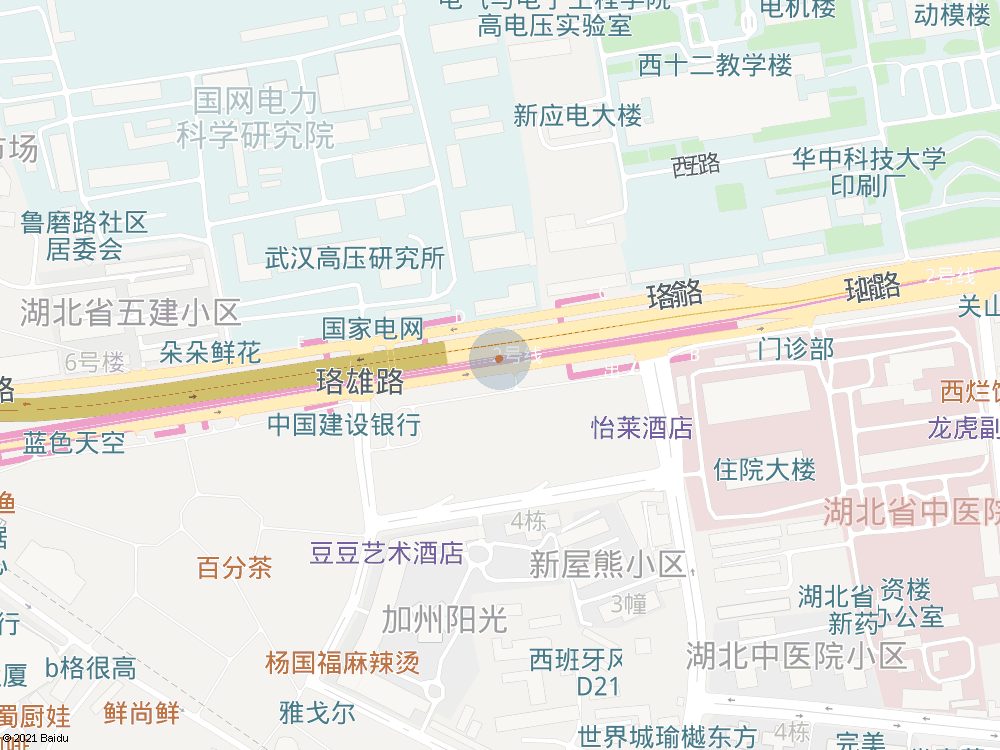 电机楼
动模楼
高电压实验室
西十二教学楼
国网电力
科学研究院
新应电大楼
西王路
华中科技大学
印刷厂
鲁磨路社区
居委会
武汉高压研究所
珞喻路
2号线
湖北省五建小区
国家电网
D
E
6号楼
朵朵鲜花
门诊部
B
珞雄路
西烂
中国建设银行
怡莱酒店
龙虎副
蓝色天空
住院大楼
湖北省中医院
4栋
豆豆艺术酒店
新屋熊小区
百分茶
3幢
湖北省
新药
资楼
办公室
加州阳光
b格很高
杨国福麻辣烫
西班牙风
D21
湖北中医院小区
蜀厨娃
鲜尚鲜
雅戈尔
世界城瑜樾东方
4栋
完美
© 2021 Baidu